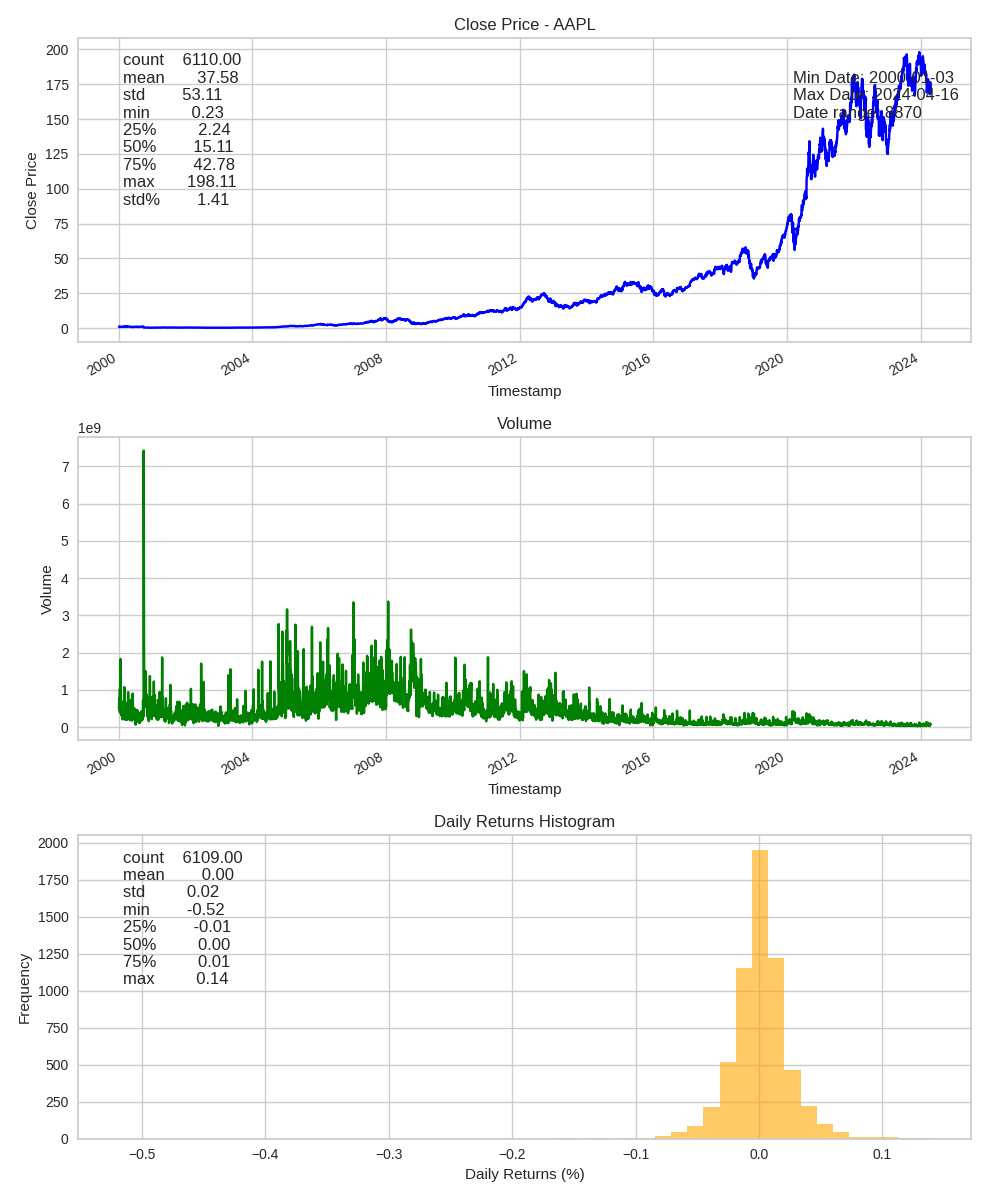 Close Price - AAPL
200
175
150
125
100
75
50
25
0
Close Price
count 6110.00
mean 37.58
std 53.11
min 0.23
25% 2.24
50% 15.11
75% 42.78
max 198.11
std% 1.41
Min Date: 2000-01-03
Max Date: 2024-04-16
Date range: 8870
2000
2004
2008
2012
2016
2020
2024
Timestamp
Volume
1e9
7
6
5
4
3
2
1
0
Volume
2000
2004
2008
2012
2016
2020
2024
Timestamp
Daily Returns Histogram
2000
1750
1500
1250
1000
750
500
250
0
Frequency
count 6109.00
mean 0.00
std 0.02
min -0.52
25% -0.01
50% 0.00
75% 0.01
max 0.14
−0.5
−0.4
−0.3
−0.2
−0.1
0.0
0.1
Daily Returns (%)